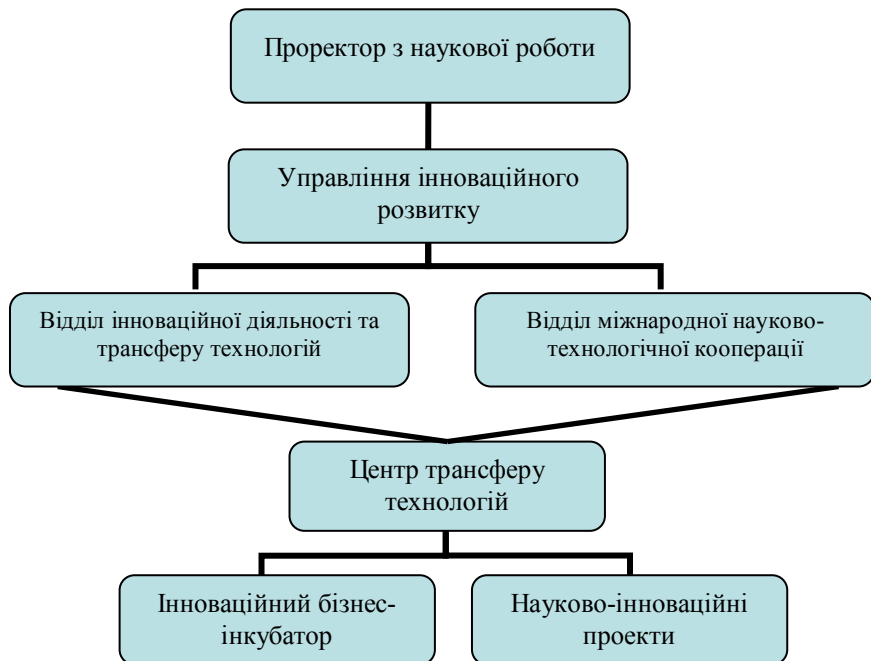 Проректор з наукової роботи
Управління інноваційного
розвитку
Відділ інноваційної діяльності та
трансферу технологій
Відділ міжнародної науково-
технологічної кооперації
Центр трансферу
технологій
Інноваційний бізнес-
інкубатор
Науково-інноваційні
проекти